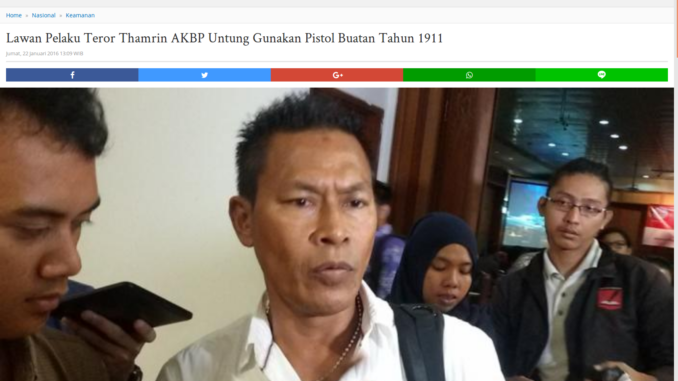 Home » Nasional » Keamanan
Lawan Pelaku Teror Thamrin AKBP Untung Gunakan Pistol Buatan Tahun 1911
Jumat, 22 Januari 2016 13:09 WIB
f G+